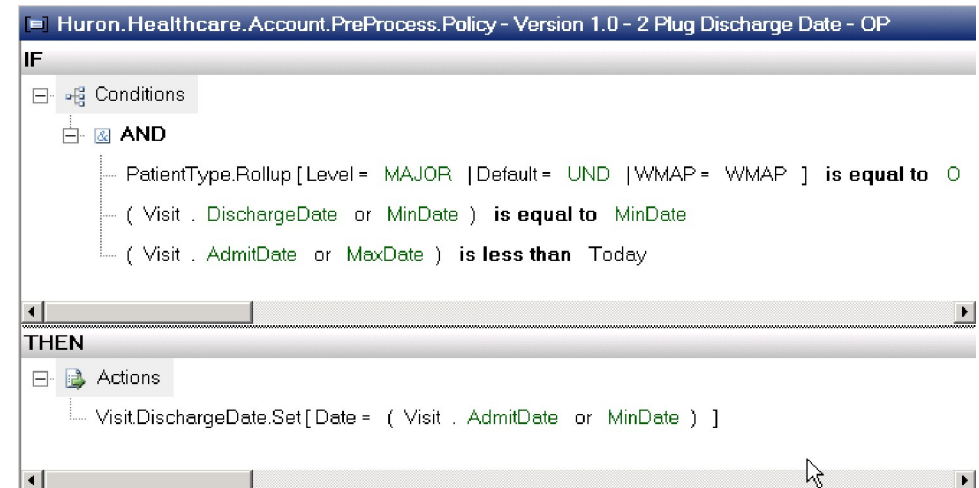 Huron.Healthcare.Account.PreProcess.Policy - Version 1.0 - 2 Plug Discharge Date - OP
IF
Conditions
& AND
PatientType.Rollup [ Level = MAJOR | Default = UND | WMAP = WMAP ] is equal to O
( Visit . DischargeDate or MinDate ) is equal to MinDate
( Visit . AdmitDate or MaxDate ) is less than Today
THEN
Actions
Visit.DischargeDate.Set [ Date = ( Visit . AdmitDate or MinDate ) ]